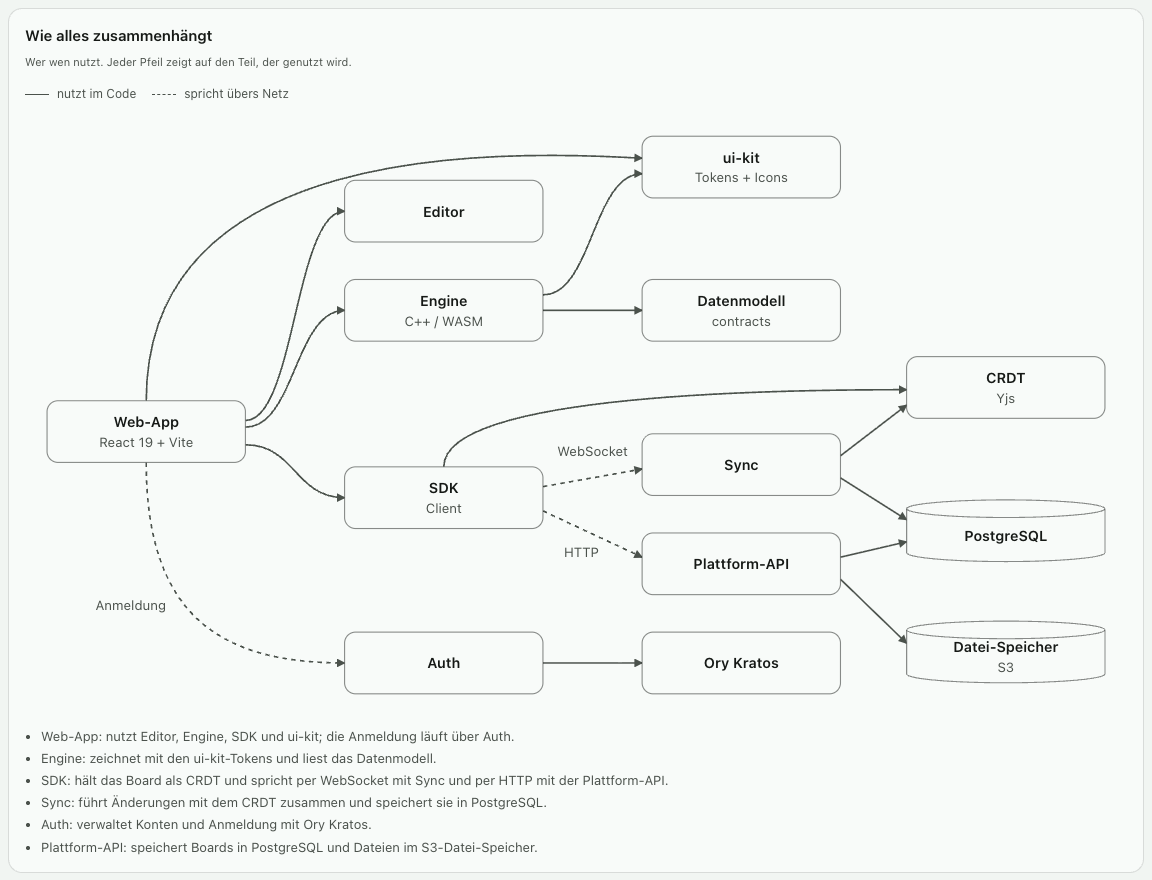 Wie alles zusammenhängt
Wer wen nutzt. Jeder Pfeil zeigt auf den Teil, der genutzt wird.
nutzt im Code
spricht übers Netz
ui-kit
Tokens + Icons
Editor
Engine
C++ / WASM
Datenmodell
contracts
CRDT
Yjs
Web-App
React 19 + Vite
WebSocket
Sync
SDK
Client
PostgreSQL
HTTP
Plattform-API
Anmeldung
Auth
Ory Kratos
Datei-Speicher
S3
• Web-App: nutzt Editor, Engine, SDK und ui-kit; die Anmeldung läuft über Auth.
• Engine: zeichnet mit den ui-kit-Tokens und liest das Datenmodell.
• SDK: hält das Board als CRDT und spricht per WebSocket mit Sync und per HTTP mit der Plattform-API.
• Sync: führt Änderungen mit dem CRDT zusammen und speichert sie in PostgreSQL.
• Auth: verwaltet Konten und Anmeldung mit Ory Kratos.
• Plattform-API: speichert Boards in PostgreSQL und Dateien im S3-Datei-Speicher.